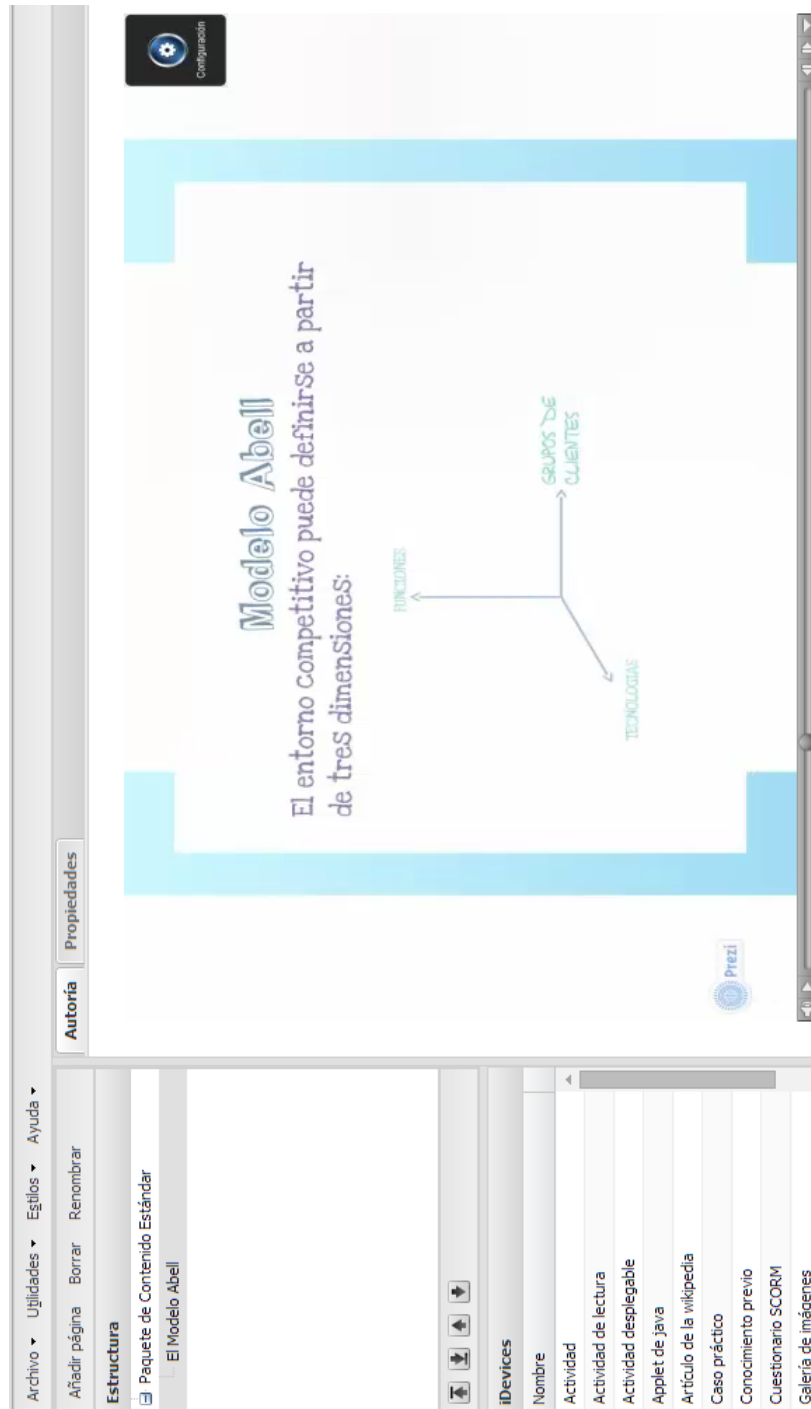 Archivo Utilidades Estilos Ayuda
Añadir página Borrar Renombrar
Estructura
Paquete de Contenido Estándar
El Modelo Abell
iDevices
Nombre
Actividad
Actividad de lectura
Actividad desplegable
Applet de java
Artículo de la wikipedia
Caso práctico
Conocimiento previo
Cuestionario SCORM
Galería de imágenes
Autoría Propiedades
Configuración
Modelo Abell
El entorno competitivo puede definirse a partir
de tres dimensiones:
FUNCIONES
GRUPOS DE
CLIENTES
TECNOLOGIAS
Prezi